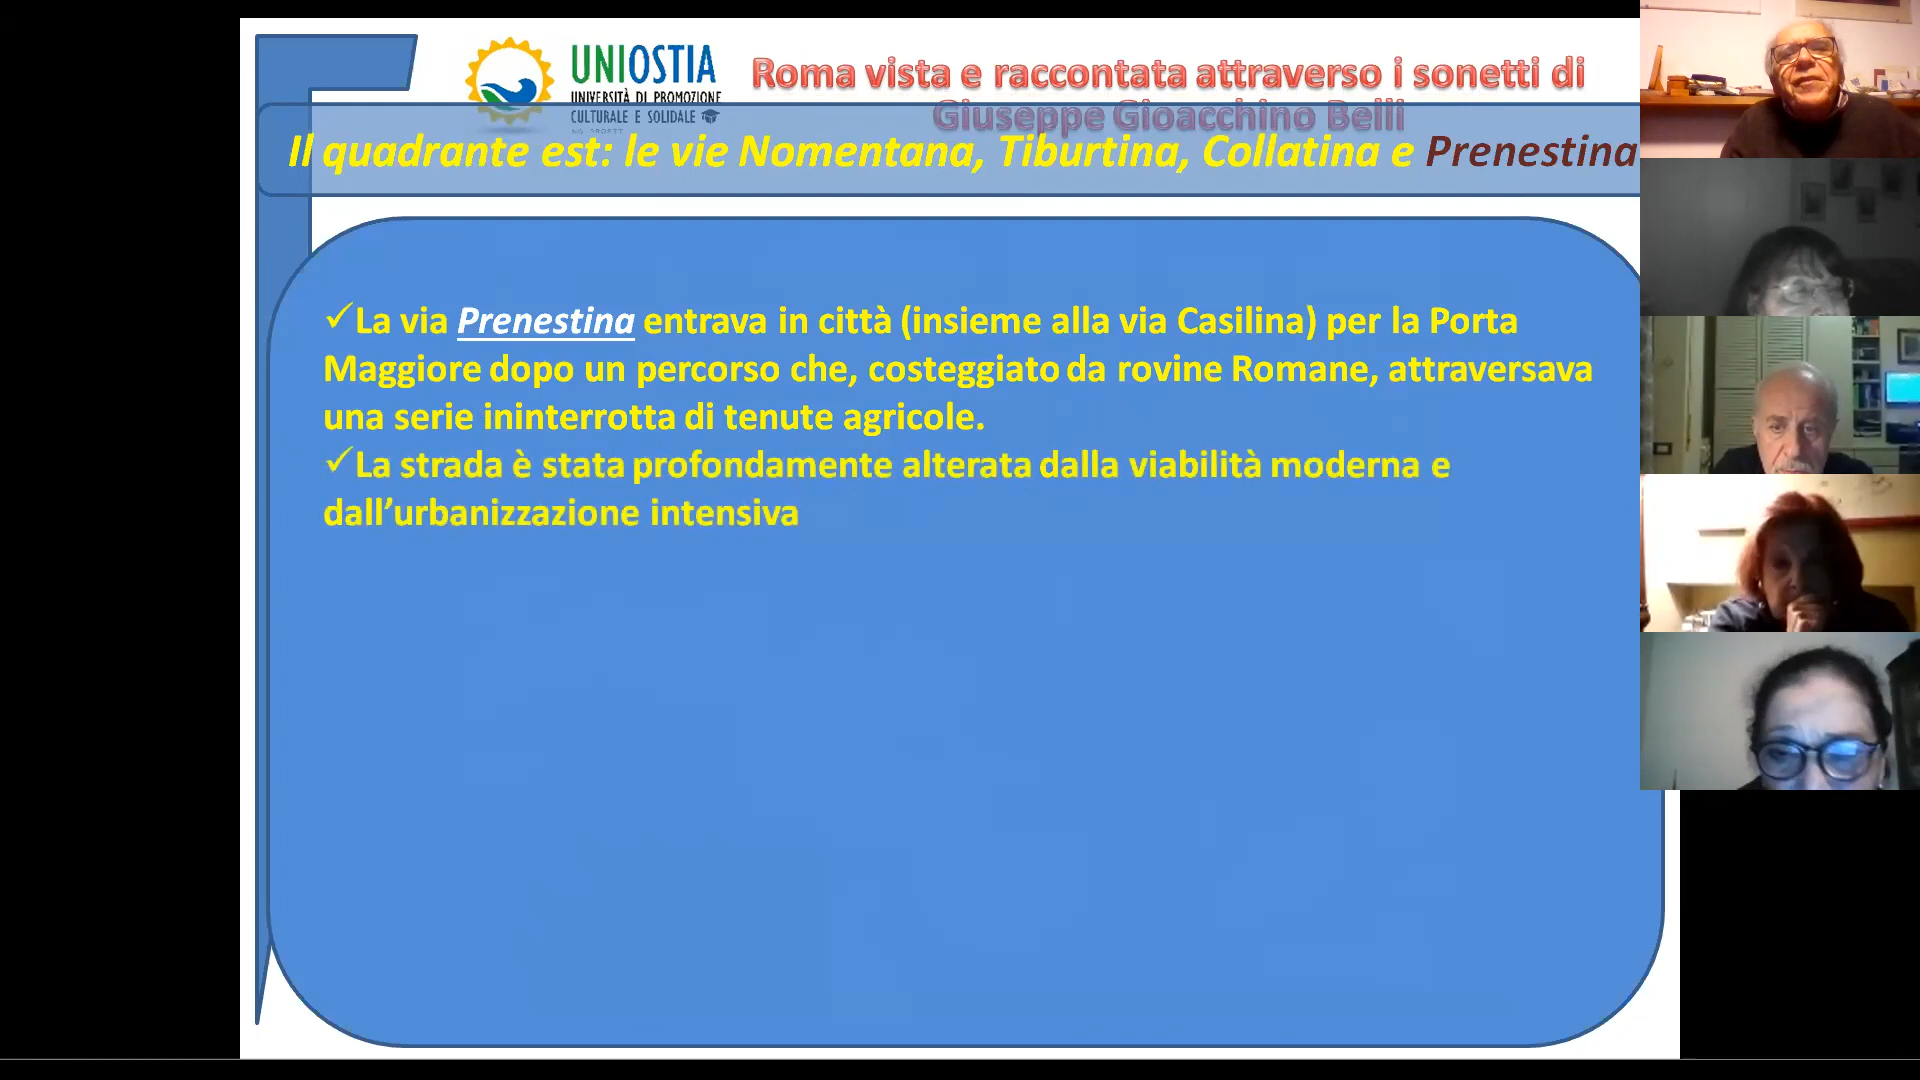 UNIOSTIA
UNIVERSITÀ DI PROMOZIONE
CULTURALE E SOLIDALE
Roma vista e raccontata attraverso i sonetti di
Giuseppe Gioacchino Belli
Il quadrante est: le vie Nomentana, Tiburtina, Collatina e Prenestina
✓La via Prenestina entrava in città (insieme alla via Casilina) per la Porta
Maggiore dopo un percorso che, costeggiato da rovine Romane, attraversava
una serie ininterrotta di tenute agricole.
✓La strada è stata profondamente alterata dalla viabilità moderna e
dall’urbanizzazione intensiva